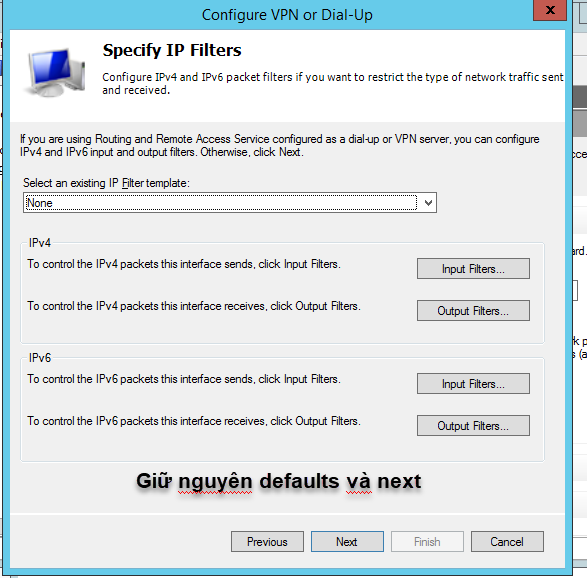 Configure VPN or Dial-Up
x
Specify IP Filters
Configure IPv4 and IPv6 packet filters if you want to restrict the type of network traffic sent
and received.
If you are using Routing and Remote Access Service configured as a dial-up or VPN server, you can configure
IPv4 and IPv6 input and output filters. Otherwise, click Next.
Select an existing IP Filter template:
None
IPv4
To control the IPv4 packets this interface sends, click Input Filters.
Input Filters...
To control the IPv4 packets this interface receives, click Output Filters.
Output Filters...
IPv6
To control the IPv6 packets this interface sends, click Input Filters.
Input Filters...
To control the IPv6 packets this interface receives, click Output Filters.
Output Filters...
Giữ nguyên defaults và next
Previous Next Finish Cancel